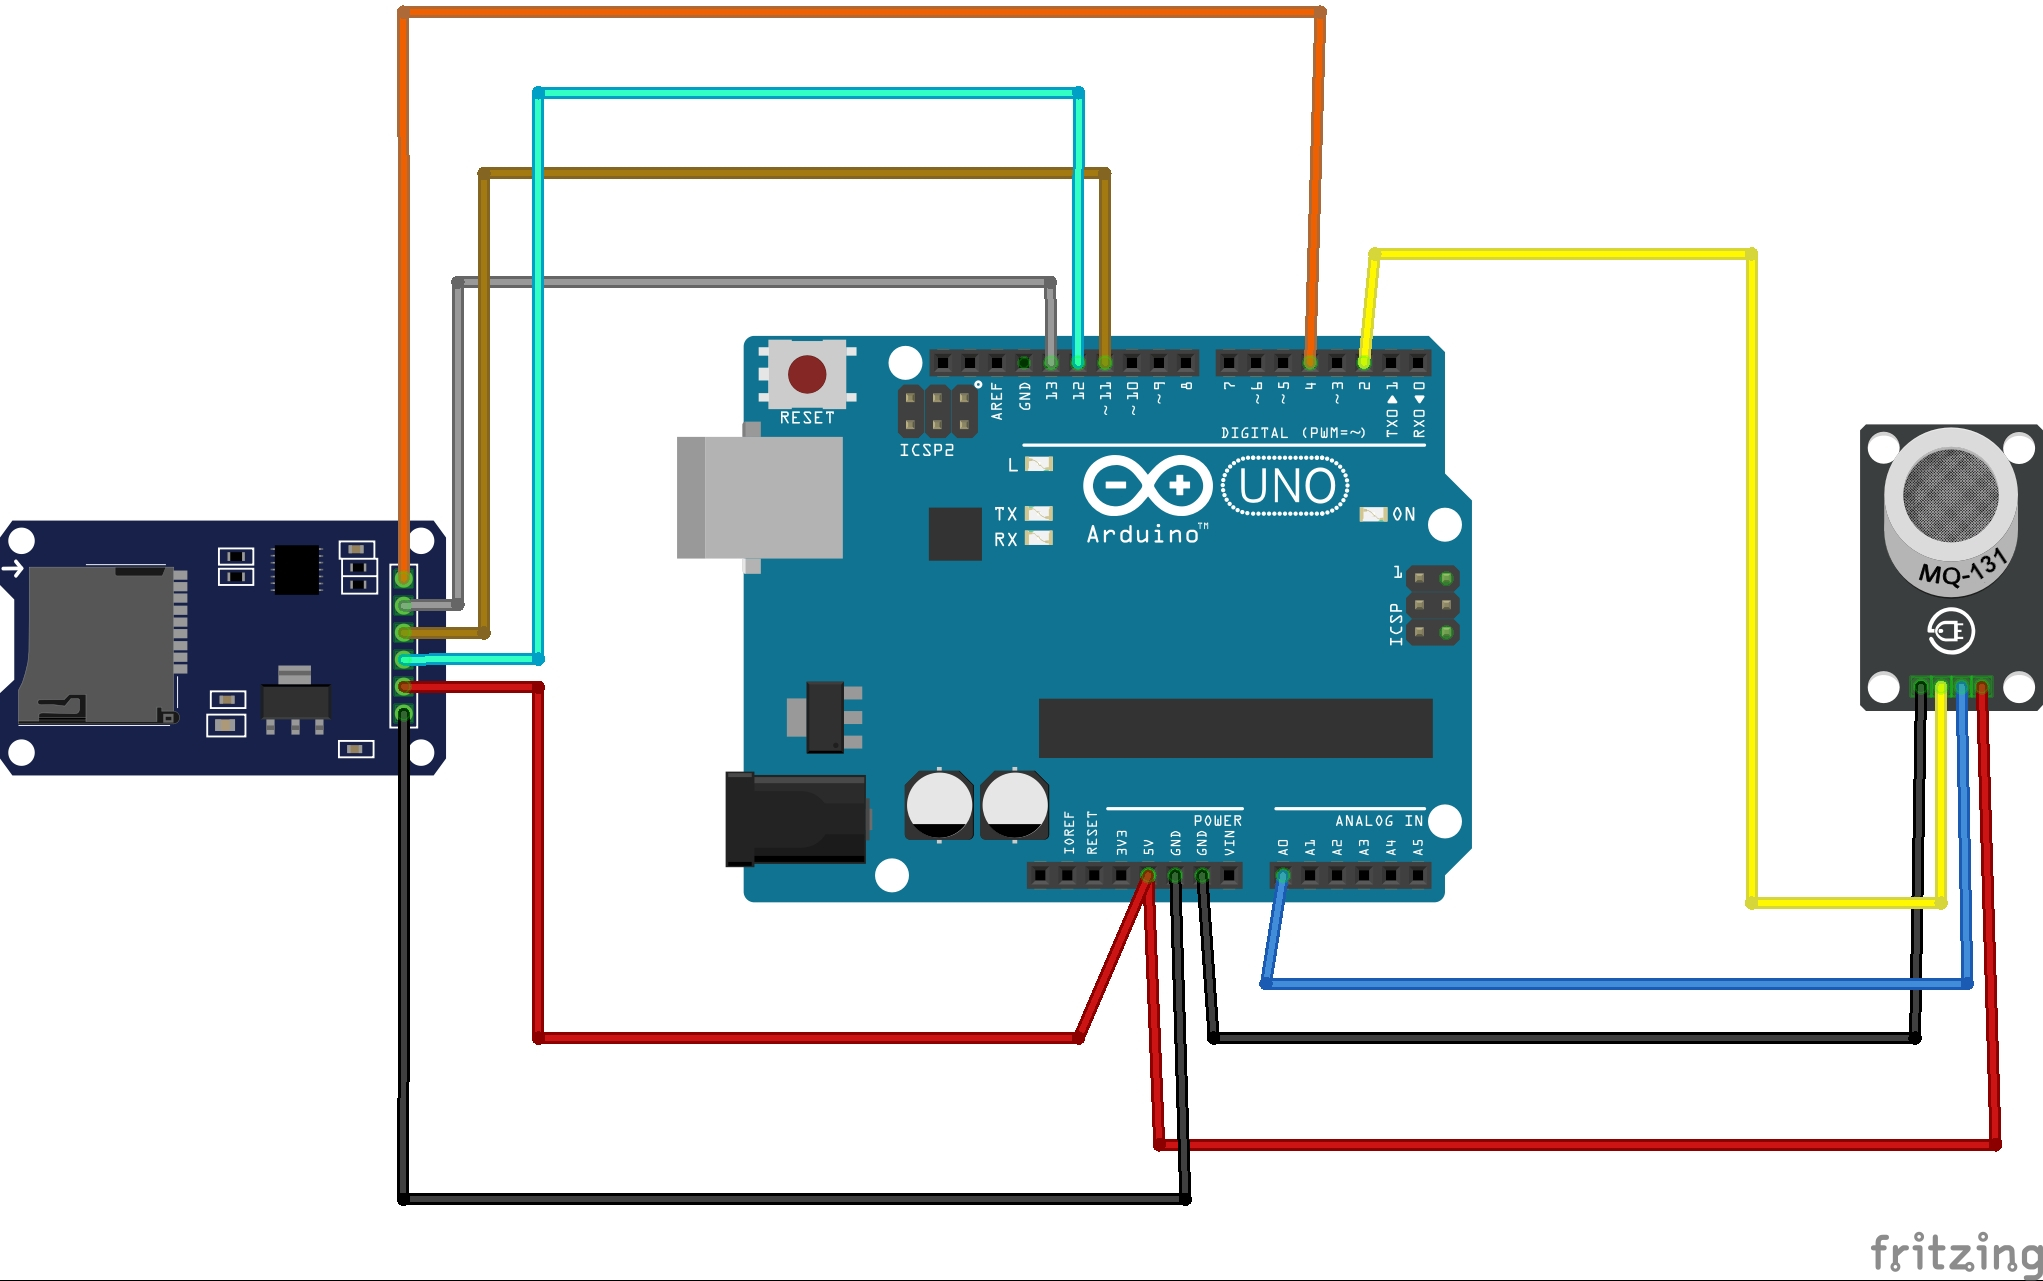 RESET
ICSP2
AREF
GND
13
12
~11
~10
~9
8
7
~6
~5
4
~3
2
TX0▶1
RX0◀0
DIGITAL (PWM=~)
L
TX
RX
UNO
Arduino™
ON
1
ICSP
MQ-131
IOREF
RESET
3V3
5V
GND
GND
VIN
POWER
ANALOG IN
A0
A1
A2
A3
A4
A5
fritzing